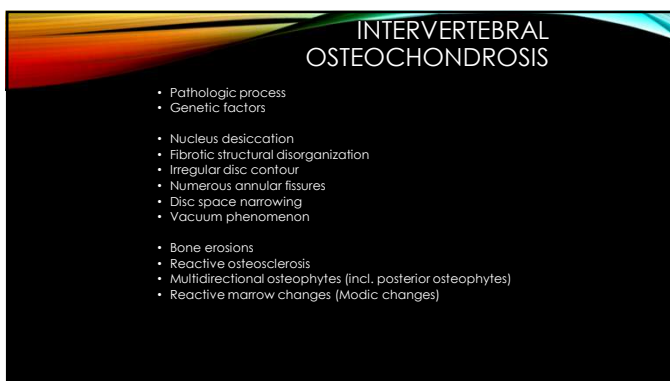 INTERVERTEBRAL
OSTEOCHONDROSIS
• Pathologic process
• Genetic factors
• Nucleus desiccation
• Fibrotic structural disorganization
• Irregular disc contour
• Numerous annular fissures
• Disc space narrowing
• Vacuum phenomenon
• Bone erosions
• Reactive osteosclerosis
• Multidirectional osteophytes (incl. posterior osteophytes)
• Reactive marrow changes (Modic changes)